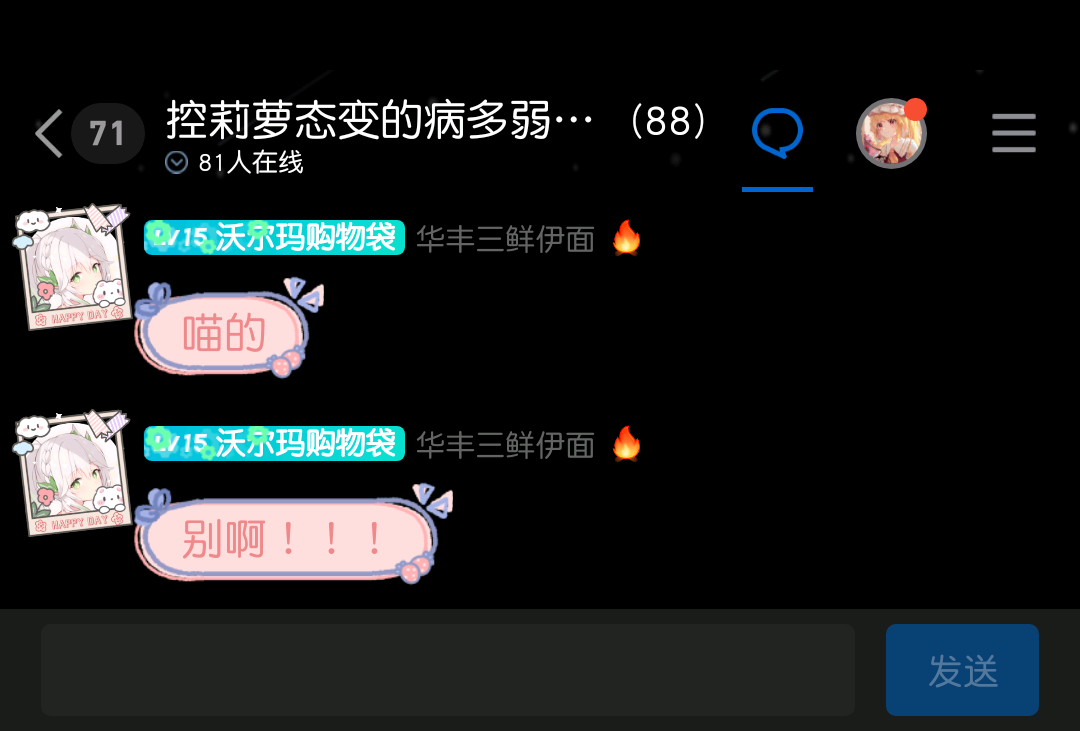 71
控莉萝态变的病多弱… （88）
81人在线
LV15 沃尔玛购物袋 华丰三鲜伊面 🔥
HAPPY DAY
喵的
LV15 沃尔玛购物袋 华丰三鲜伊面 🔥
HAPPY DAY
别啊！！！
发送